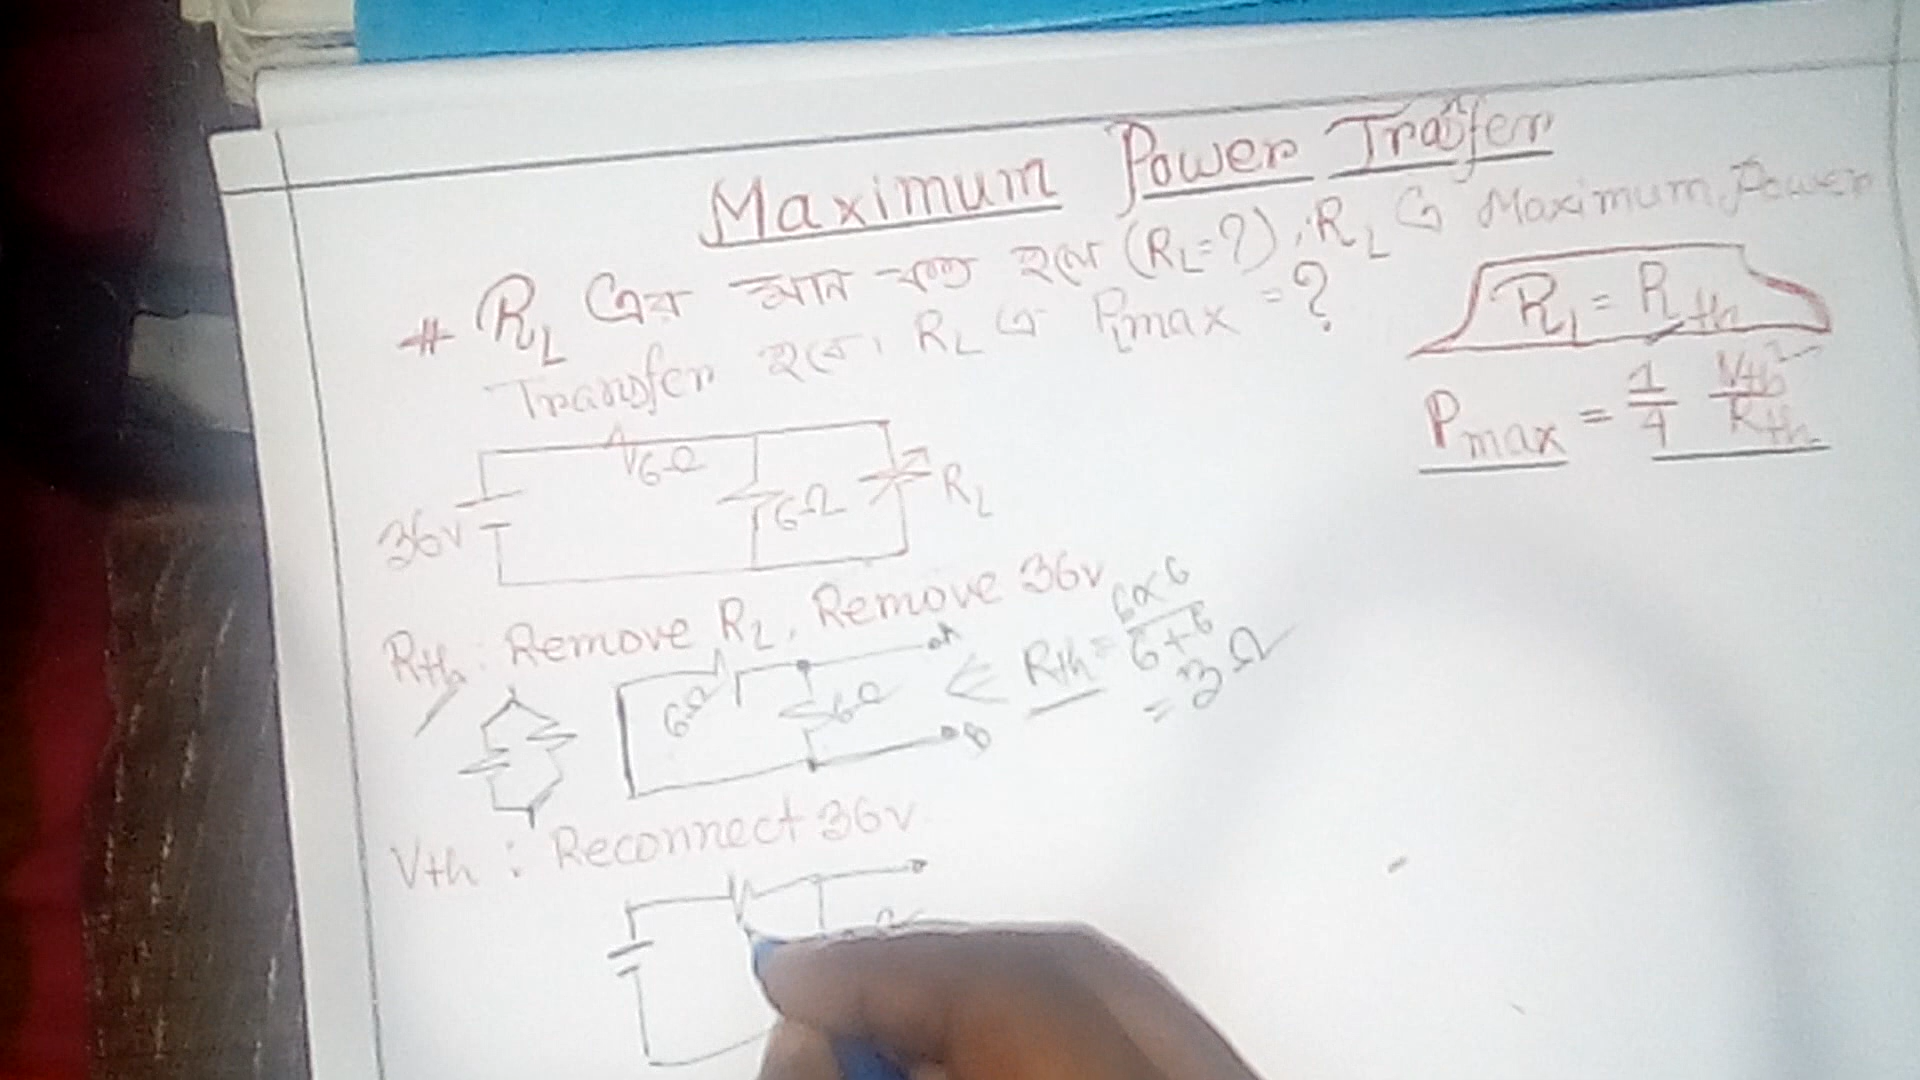 Maximum Power Trasfer
# RL এর মান কত হলে (RL=?), RL এ Maximum Power
Transfer হবে। RL এ Pmax = ?
RL = Rth
Pmax = 1/4 Vth²/Rth
6Ω
36v
6Ω
RL
Rth: Remove RL, Remove 36v
A
6Ω
6Ω
B
Rth = 6×6/6+6
= 3Ω
Vth : Reconnect 36v